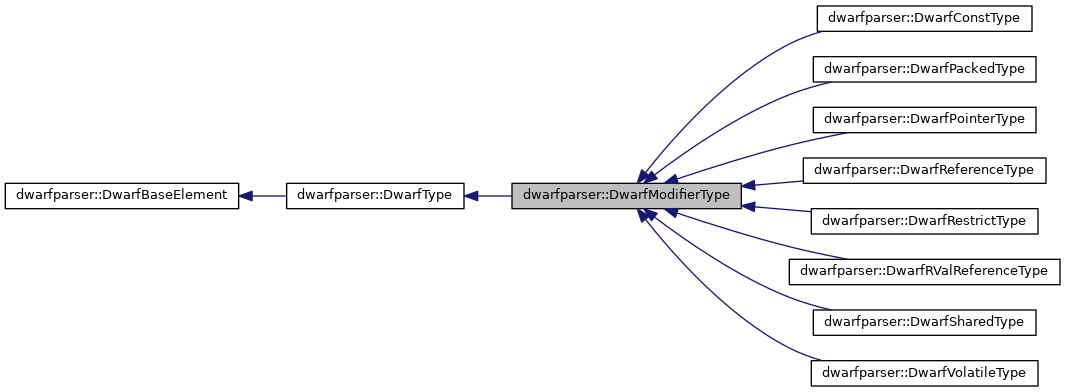 dwarfparser::DwarfConstType
dwarfparser::DwarfPackedType
dwarfparser::DwarfPointerType
dwarfparser::DwarfReferenceType
dwarfparser::DwarfBaseElement
dwarfparser::DwarfType
dwarfparser::DwarfModifierType
dwarfparser::DwarfRestrictType
dwarfparser::DwarfRValReferenceType
dwarfparser::DwarfSharedType
dwarfparser::DwarfVolatileType